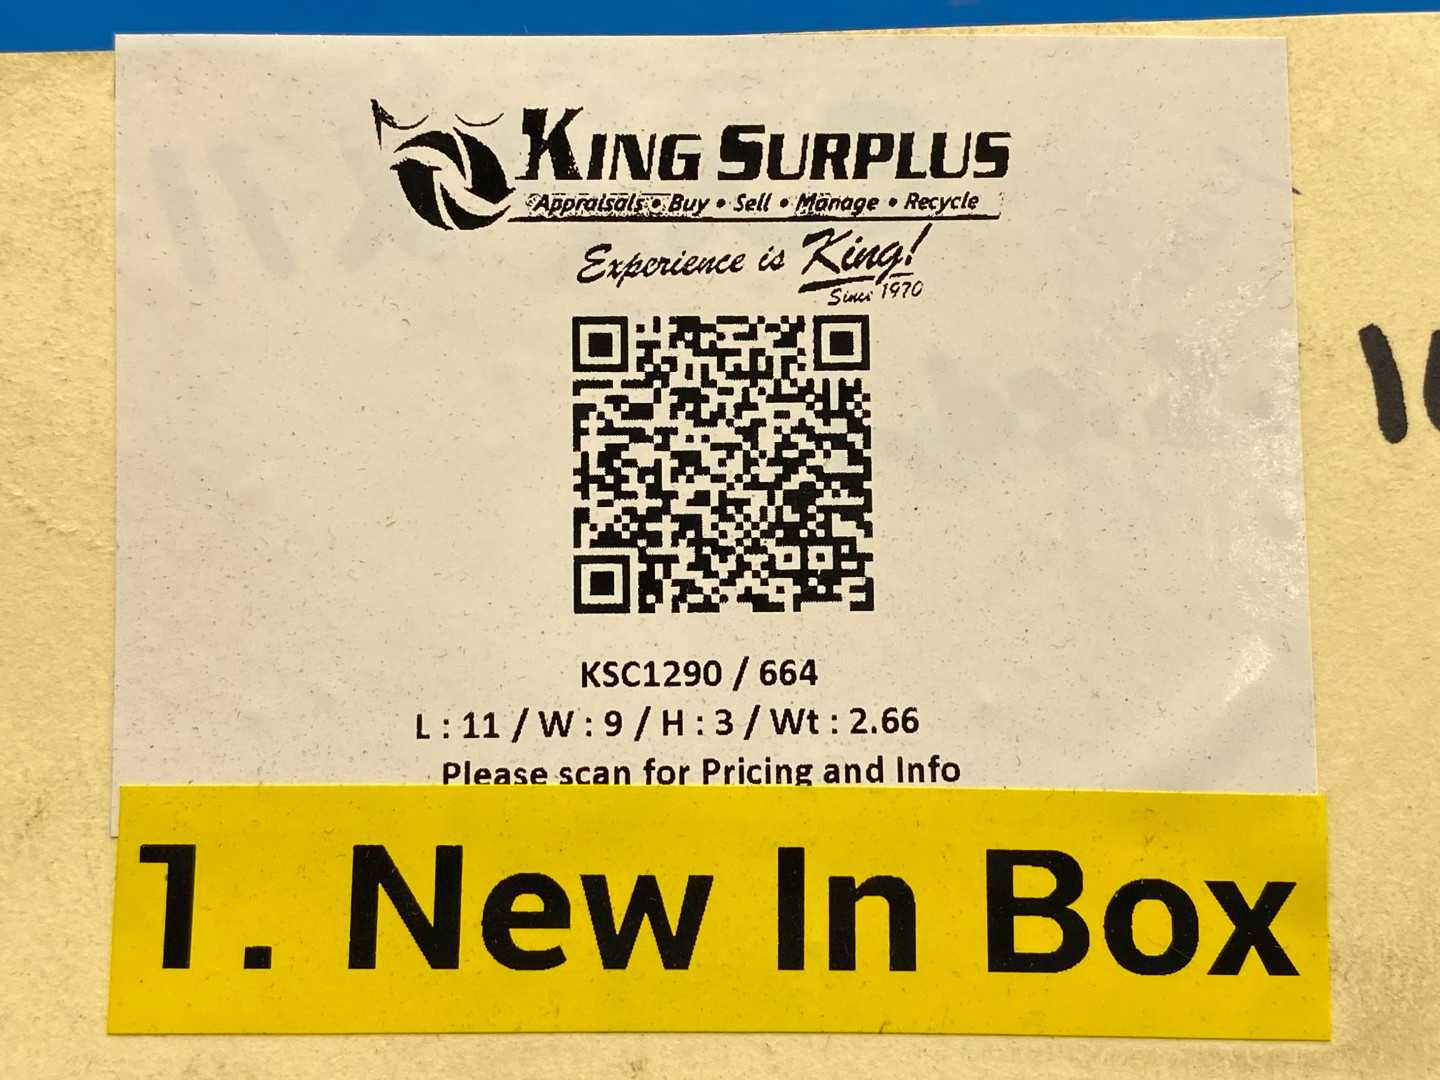 KING SURPLUS
Appraisals • Buy • Sell • Manage • Recycle
Experience is King!
Since 1970
KSC1290 / 664
L : 11 / W : 9 / H : 3 / Wt : 2.66
Please scan for Pricing and Info
1. New In Box